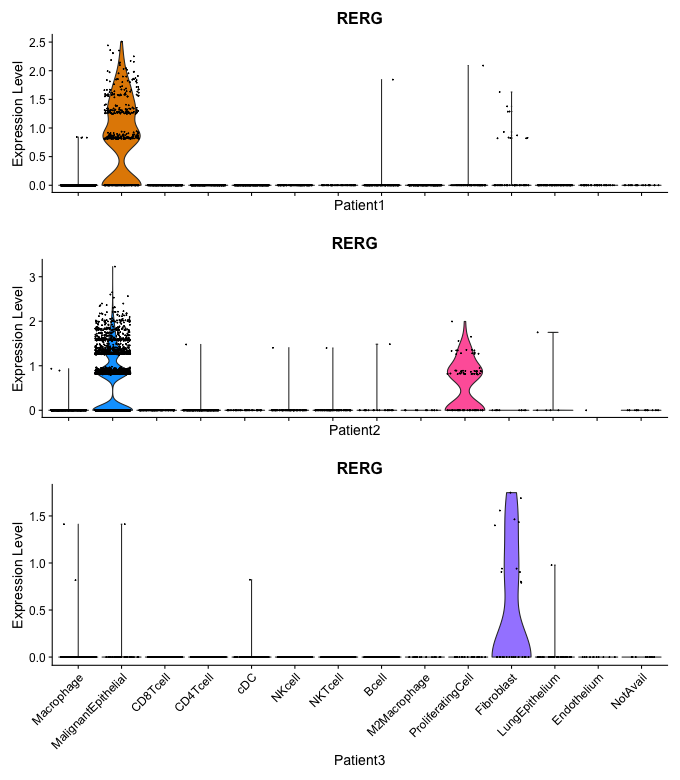 RERG
Expression Level
2.5
2.0
1.5
1.0
0.5
0.0
Patient1
RERG
Expression Level
3
2
1
0
Patient2
RERG
Expression Level
1.5
1.0
0.5
0.0
Macrophage
MalignantEpithelial
CD8Tcell
CD4Tcell
cDC
NKcell
NKTcell
Bcell
M2Macrophage
ProliferatingCell
Fibroblast
LungEpithelium
Endothelium
NotAvail
Patient3